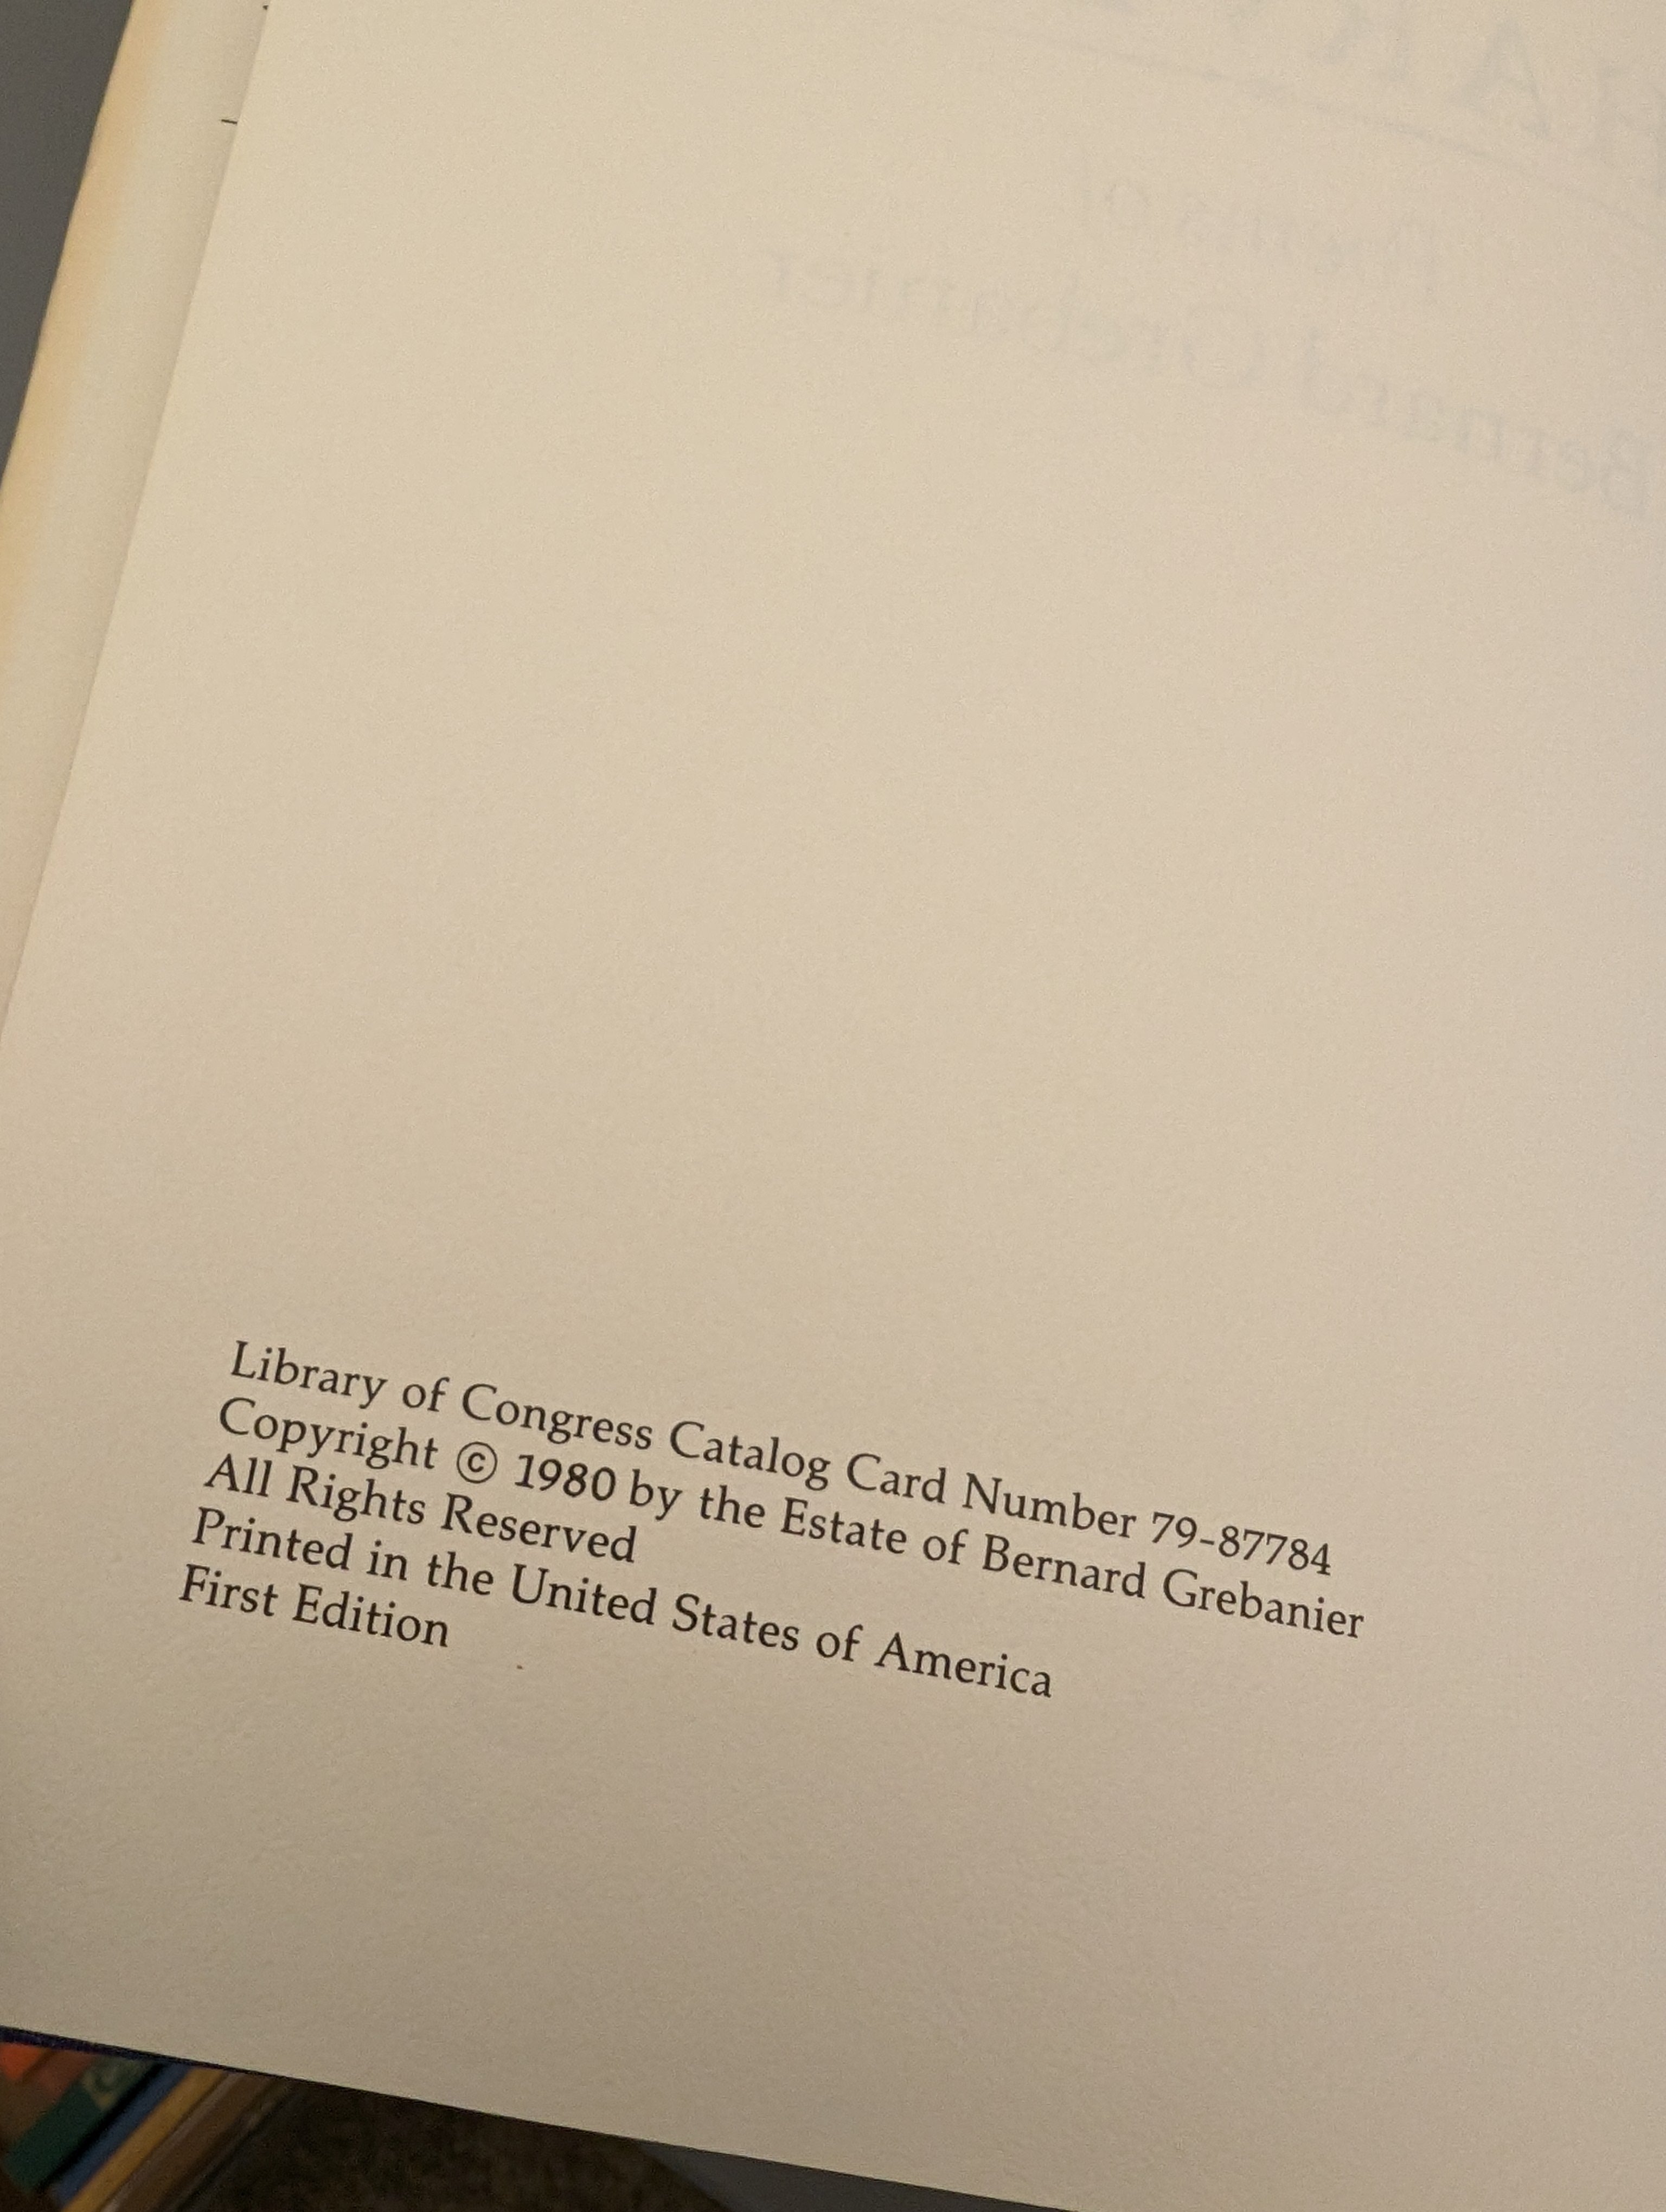 Library of Congress Catalog Card Number 79-87784
Copyright © 1980 by the Estate of Bernard Grebanier
All Rights Reserved
Printed in the United States of America
First Edition